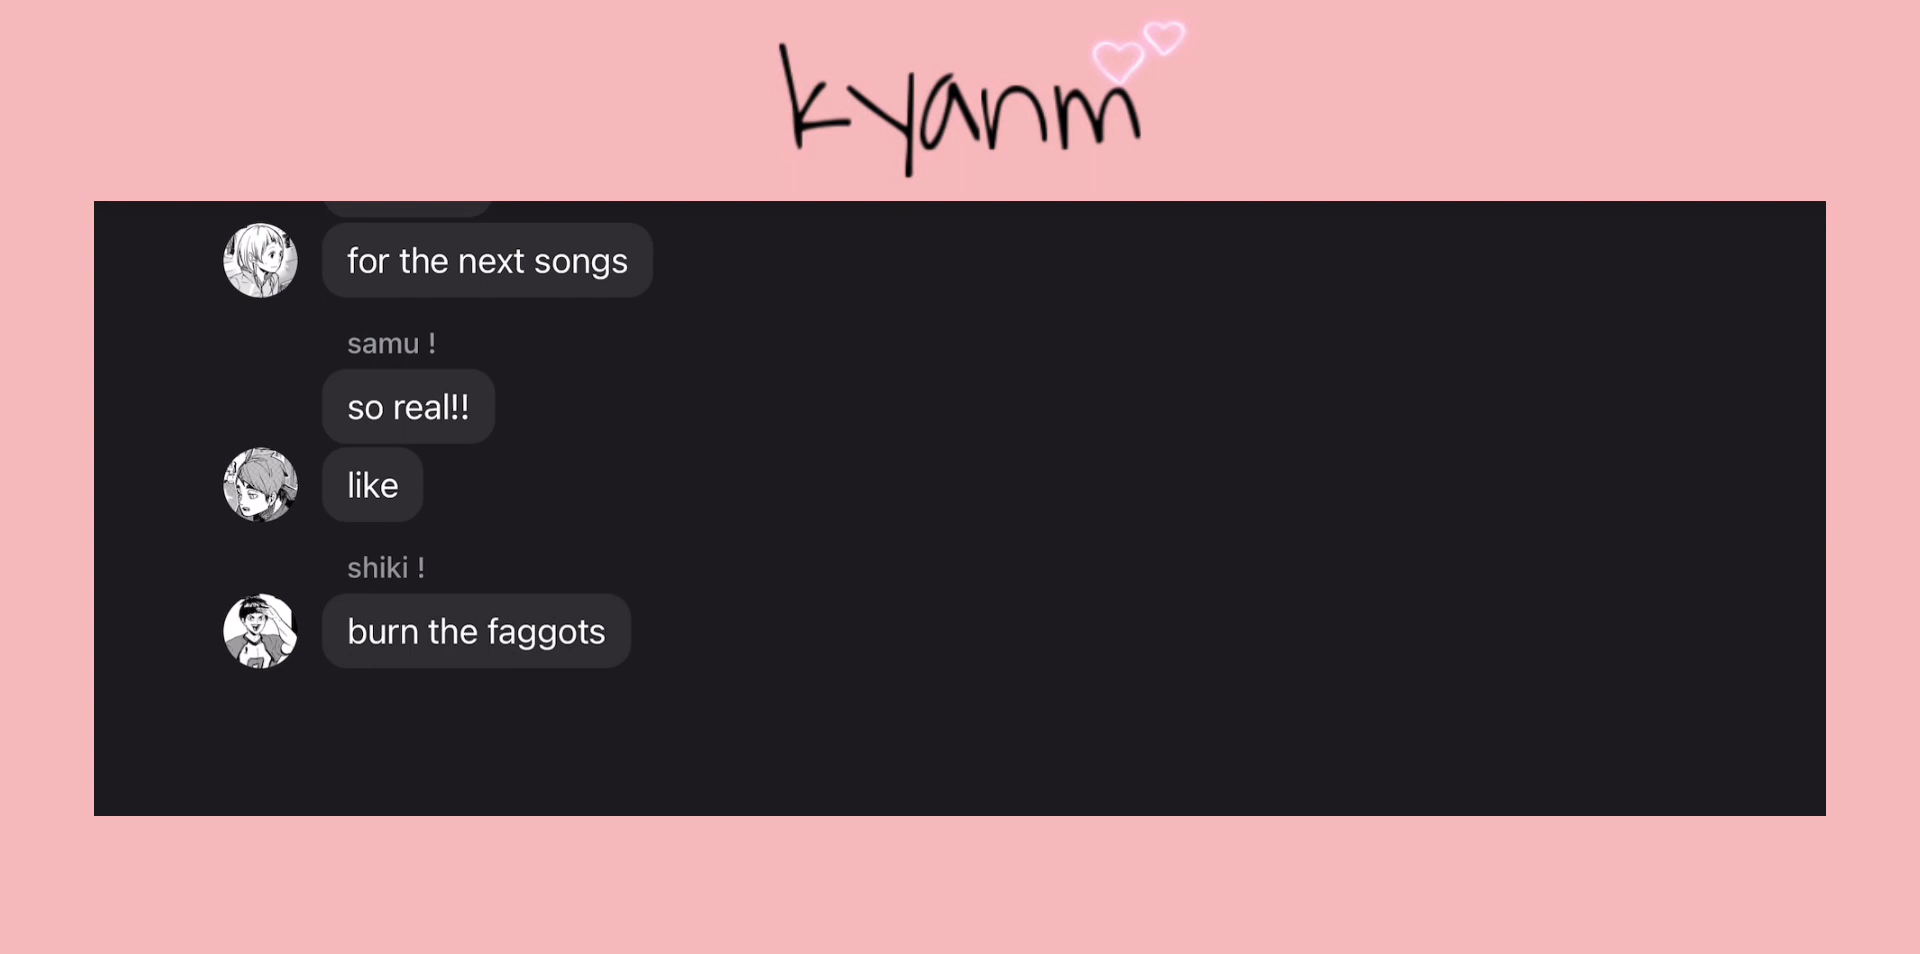 kyanm
for the next songs
samu !
so real!!
like
shiki !
burn the faggots